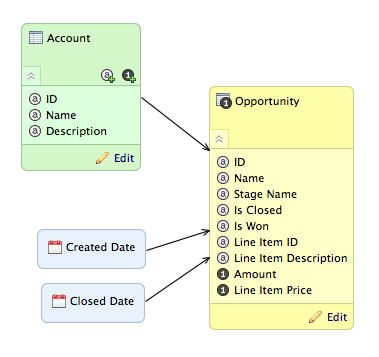 Account
ID
Name
Description
Edit
Created Date
Closed Date
Opportunity
ID
Name
Stage Name
Is Closed
Is Won
Line Item ID
Line Item Description
Amount
Line Item Price
Edit